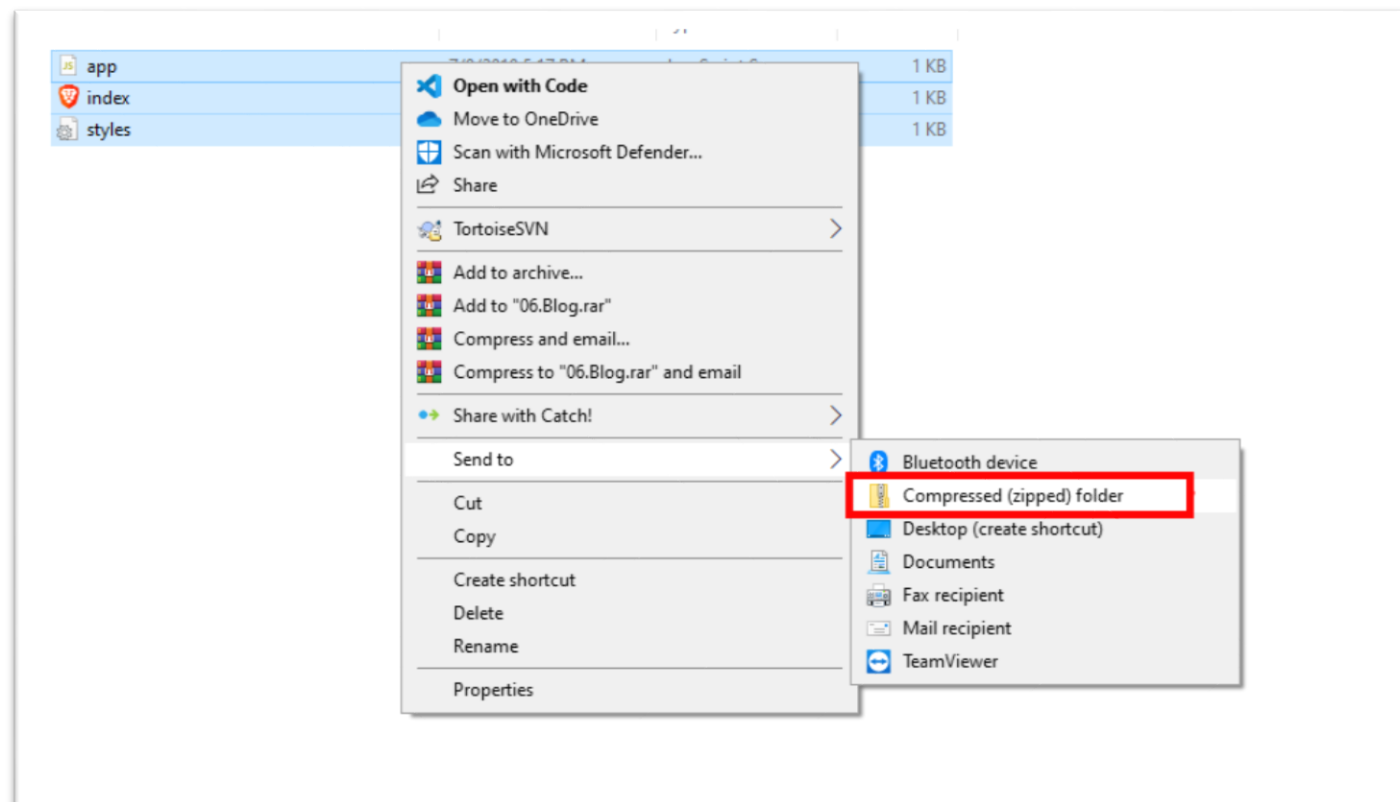 app
1 KB
index
1 KB
styles
1 KB
Open with Code
Move to OneDrive
Scan with Microsoft Defender...
Share
TortoiseSVN
Add to archive...
Add to "06.Blog.rar"
Compress and email...
Compress to "06.Blog.rar" and email
Share with Catch!
Send to
Cut
Copy
Create shortcut
Delete
Rename
Properties
Bluetooth device
Compressed (zipped) folder
Desktop (create shortcut)
Documents
Fax recipient
Mail recipient
TeamViewer